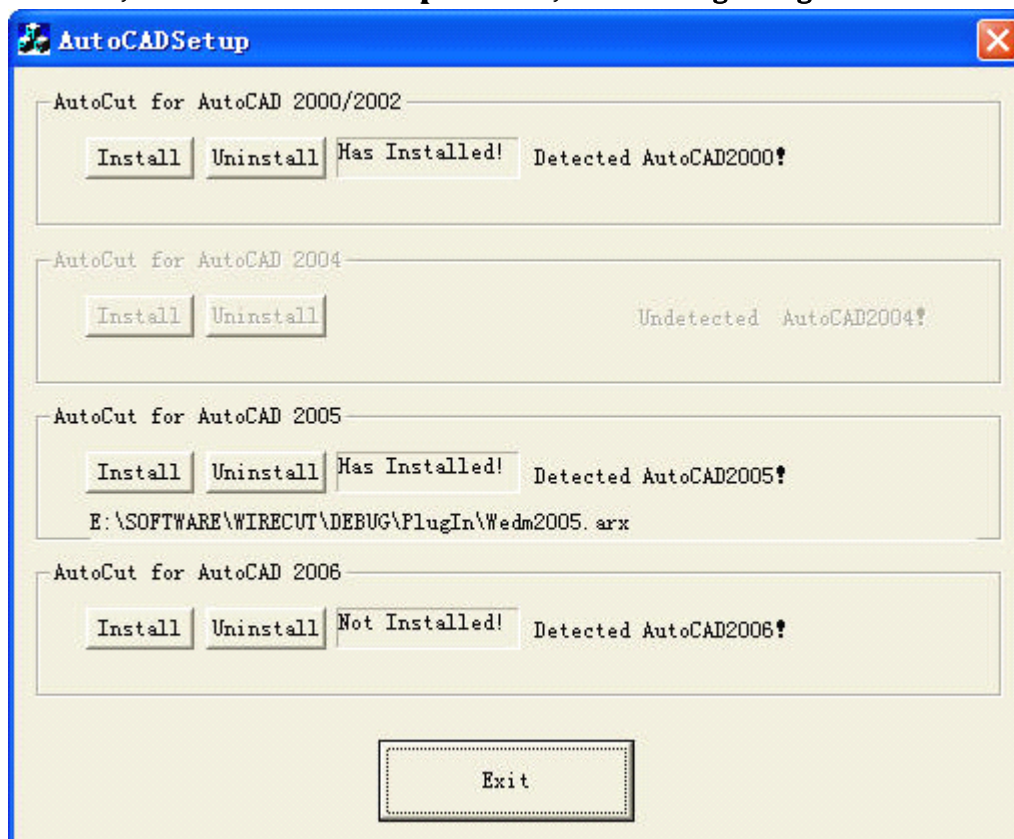 AutoCADSetup
AutoCut for AutoCAD 2000/2002
Install Uninstall Has Installed! Detected AutoCAD2000!
AutoCut for AutoCAD 2004
Install Uninstall Undetected AutoCAD2004!
AutoCut for AutoCAD 2005
Install Uninstall Has Installed! Detected AutoCAD2005!
E:\SOFTWARE\WIRECUT\DEBUG\PlugIn\Wedm2005.arx
AutoCut for AutoCAD 2006
Install Uninstall Not Installed! Detected AutoCAD2006!
Exit